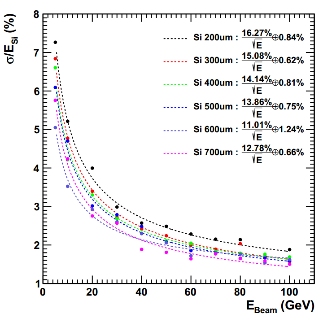 σ/E_Si (%)
8
7
6
5
4
3
2
1
Si 200um : 16.27%/√E ⊕0.84%
Si 300um : 15.08%/√E ⊕0.62%
Si 400um : 14.14%/√E ⊕0.81%
Si 500um : 13.86%/√E ⊕0.75%
Si 600um : 11.01%/√E ⊕1.24%
Si 700um : 12.78%/√E ⊕0.66%
0 20 40 60 80 100
E_Beam (GeV)